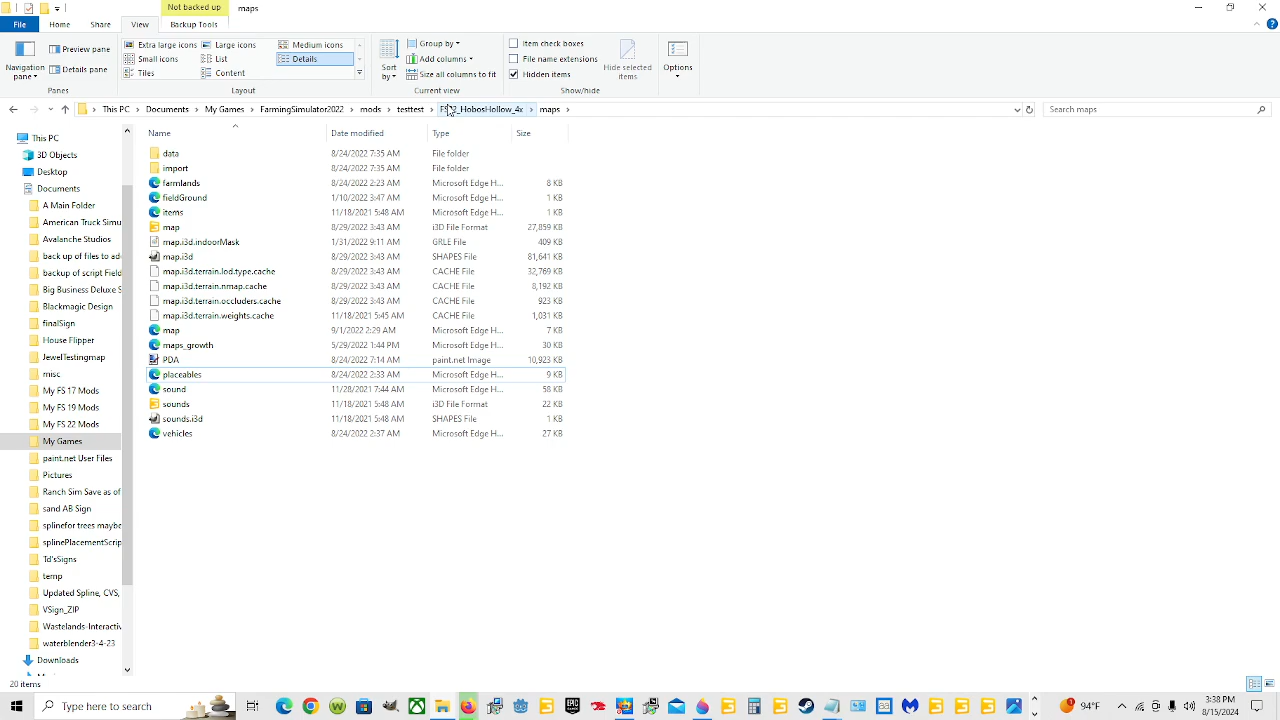 Not backed up
maps
File
Home
Share
View
Backup Tools
Navigation pane
Preview pane
Details pane
Panes
Extra large icons
Large icons
Medium icons
Small icons
List
Details
Tiles
Content
Layout
Sort by
Group by
Add columns
Size all columns to fit
Current view
Item check boxes
File name extensions
Hidden items
Hide selected items
Show/hide
Options
This PC > Documents > My Games > FarmingSimulator2022 > mods > testtest > FS22_HobosHollow_4x > maps >
Search maps
Name Date modified Type Size
data 8/24/2022 7:35 AM File folder
import 8/24/2022 7:35 AM File folder
farmlands 8/24/2022 2:23 AM Microsoft Edge H... 8 KB
fieldGround 1/10/2022 3:47 AM Microsoft Edge H... 1 KB
items 11/18/2021 5:48 AM Microsoft Edge H... 1 KB
map 8/29/2022 3:43 AM i3D File Format 27,859 KB
map.i3d.indoorMask 1/31/2022 9:11 AM GRLE File 409 KB
map.i3d 8/29/2022 3:43 AM SHAPES File 81,641 KB
map.i3d.terrain.lod.type.cache 8/29/2022 3:43 AM CACHE File 32,769 KB
map.i3d.terrain.nmap.cache 8/29/2022 3:43 AM CACHE File 8,192 KB
map.i3d.terrain.occluders.cache 8/29/2022 3:43 AM CACHE File 923 KB
map.i3d.terrain.weights.cache 11/18/2021 5:45 AM CACHE File 1,031 KB
map 9/1/2022 2:29 AM Microsoft Edge H... 7 KB
maps_growth 5/29/2022 1:44 PM Microsoft Edge H... 30 KB
PDA 8/24/2022 7:14 AM paint.net Image 10,923 KB
placeables 8/24/2022 2:33 AM Microsoft Edge H... 9 KB
sound 11/28/2021 7:44 AM Microsoft Edge H... 58 KB
sounds 11/18/2021 5:48 AM i3D File Format 22 KB
sounds.i3d 11/18/2021 5:48 AM SHAPES File 1 KB
vehicles 8/24/2022 2:37 AM Microsoft Edge H... 27 KB
This PC
3D Objects
Desktop
Documents
A Main Folder
American Truck Simu
Avalanche Studios
back up of files to ad
backup of script Field
Big Business Deluxe S
Blackmagic Design
finalSign
House Flipper
JewelTestingmap
misc
My FS 17 Mods
My FS 19 Mods
My FS 22 Mods
My Games
paint.net User Files
Pictures
Ranch Sim Save as of
sand AB Sign
splinefor trees maybe
splinePlacementScrip
Td'sSigns
temp
Updated Spline, CVS,
VSign_ZIP
Wastelands-Interactiv
waterblender3-4-23
Downloads
20 items
Type here to search
94°F
3:38 PM
8/15/2024